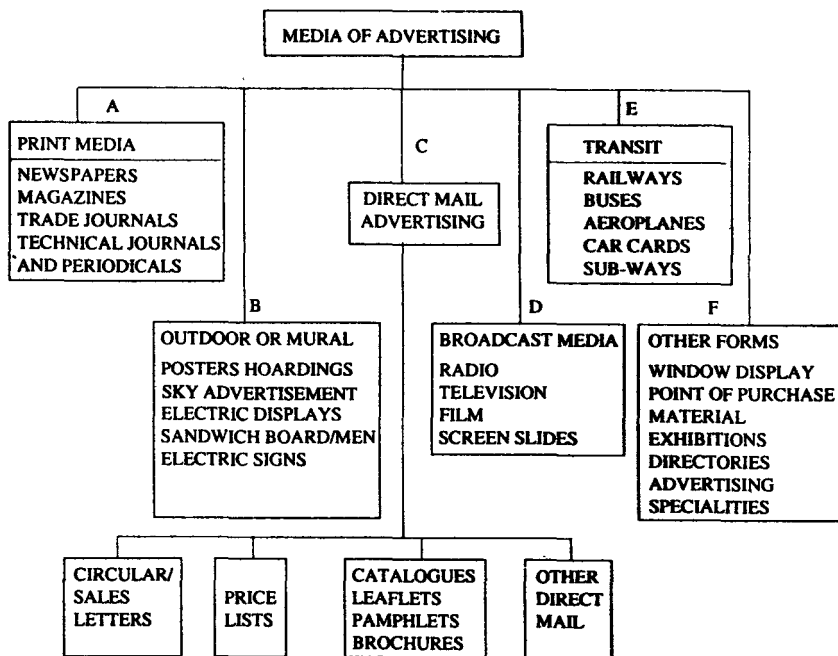 MEDIA OF ADVERTISING
A
PRINT MEDIA
NEWSPAPERS
MAGAZINES
TRADE JOURNALS
TECHNICAL JOURNALS
AND PERIODICALS
B
OUTDOOR OR MURAL
POSTERS HOARDINGS
SKY ADVERTISEMENT
ELECTRIC DISPLAYS
SANDWICH BOARD/MEN
ELECTRIC SIGNS
C
DIRECT MAIL
ADVERTISING
D
BROADCAST MEDIA
RADIO
TELEVISION
FILM
SCREEN SLIDES
E
TRANSIT
RAILWAYS
BUSES
AEROPLANES
CAR CARDS
SUB-WAYS
F
OTHER FORMS
WINDOW DISPLAY
POINT OF PURCHASE
MATERIAL
EXHIBITIONS
DIRECTORIES
ADVERTISING
SPECIALITIES
CIRCULAR/
SALES
LETTERS
PRICE
LISTS
CATALOGUES
LEAFLETS
PAMPHLETS
BROCHURES
OTHER
DIRECT
MAIL